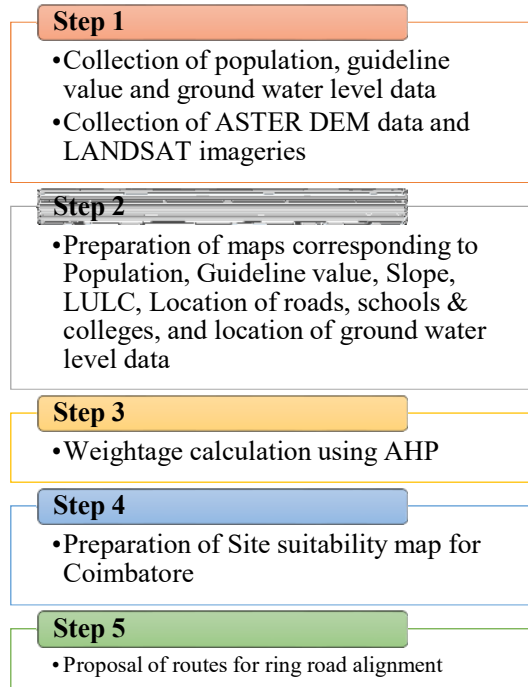 Step 1
•Collection of population, guideline
value and ground water level data
•Collection of ASTER DEM data and
LANDSAT imageries
Step 2
•Preparation of maps corresponding to
Population, Guideline value, Slope,
LULC, Location of roads, schools &
colleges, and location of ground water
level data
Step 3
•Weightage calculation using AHP
Step 4
•Preparation of Site suitability map for
Coimbatore
Step 5
•Proposal of routes for ring road alignment